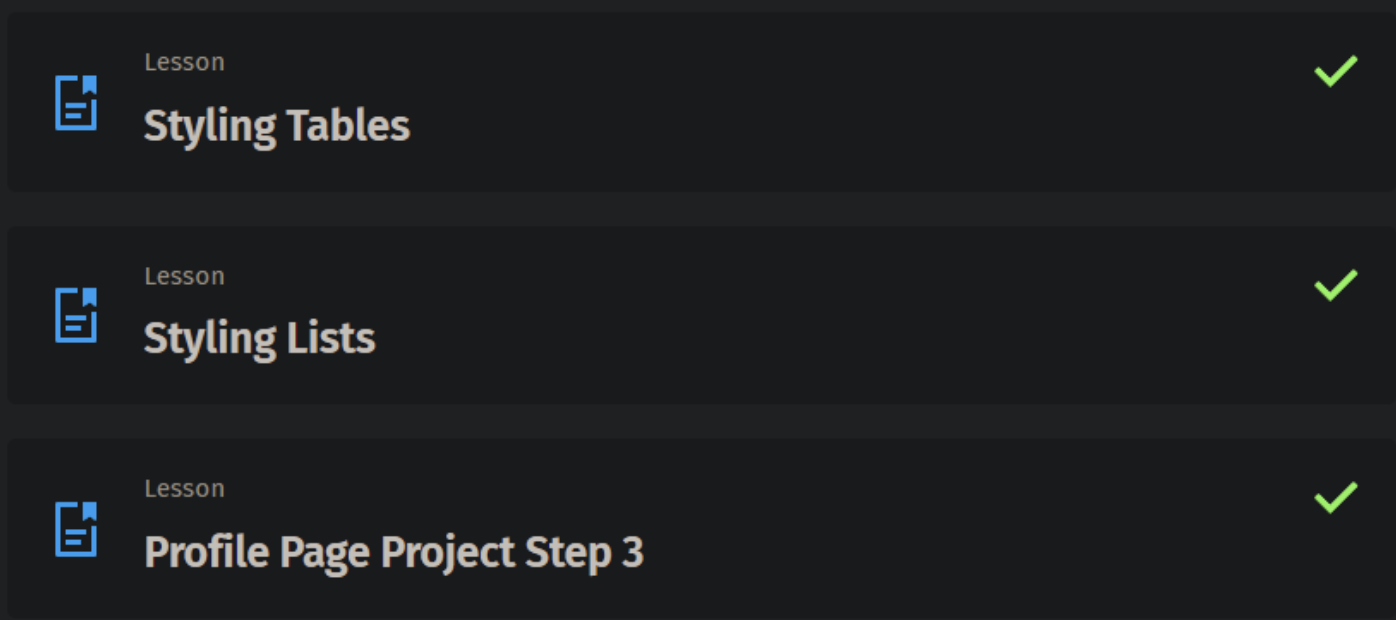 Lesson
Styling Tables
Lesson
Styling Lists
Lesson
Profile Page Project Step 3